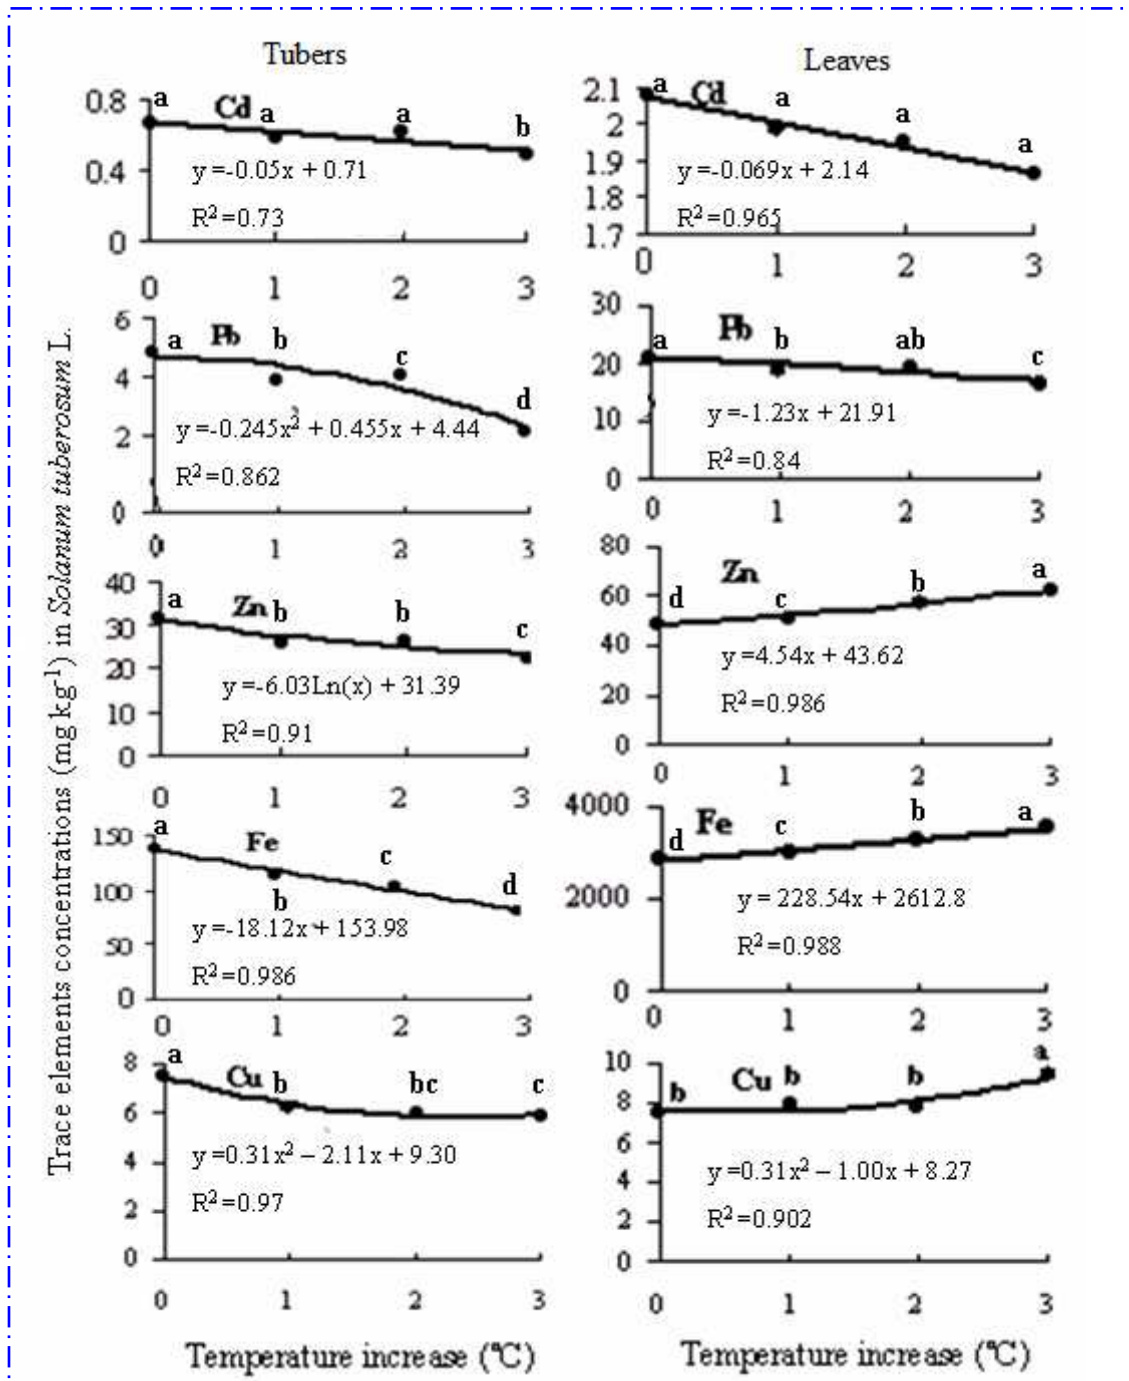 Tubers
Leaves
Trace elements concentrations (mg kg⁻¹) in Solanum tuberosum L.
0.8
0.4
0
a
Cd
a
a
b
y =-0.05x + 0.71
R² =0.73
0 1 2 3
2.1
2
1.9
1.8
1.7
a
Cd
a
a
a
y =-0.069x + 2.14
R² =0.965
0 1 2 3
6
4
2
0
a
Pb
b
c
d
y =-0.245x² + 0.455x + 4.44
R² =0.862
0 1 2 3
30
20
10
0
a
Pb
b
ab
c
y =-1.23x + 21.91
R² =0.84
0 1 2 3
40
30
20
10
0
a
Zn
b
b
c
y =-6.03Ln(x) + 31.39
R² =0.91
0 1 2 3
80
60
40
20
0
d
Zn
c
b
a
y =4.54x + 43.62
R² =0.986
0 1 2 3
150
100
50
0
a
Fe
b
c
d
y =-18.12x + 153.98
R² =0.986
0 1 2 3
4000
2000
0
d
Fe
c
b
a
y = 228.54x + 2612.8
R² =0.988
0 1 2 3
8
6
4
2
0
a
Cu
b
bc
c
y =0.31x² – 2.11x + 9.30
R² =0.97
0 1 2 3
Temperature increase (°C)
10
8
6
4
2
0
b
Cu
b
b
a
y =0.31x² – 1.00x + 8.27
R² =0.902
0 1 2 3
Temperature increase (°C)